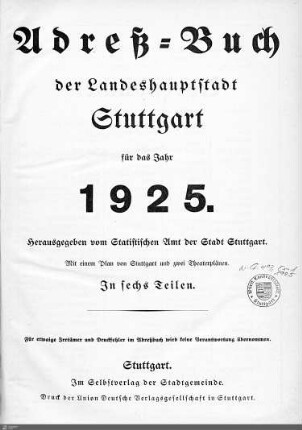 Adreß-Buch
der Landeshauptstadt
Stuttgart
für das Jahr
1925.
Herausgegeben vom Statistischen Amt der Stadt Stuttgart.
Mit einem Plan von Stuttgart und zwei Theaterplänen.
In sechs Teilen.
Für etwaige Irrtümer und Druckfehler im Adreßbuch wird keine Verantwortung übernommen.
Stuttgart.
Im Selbstverlag der Stadtgemeinde.
Druck der Union Deutsche Verlagsgesellschaft in Stuttgart.